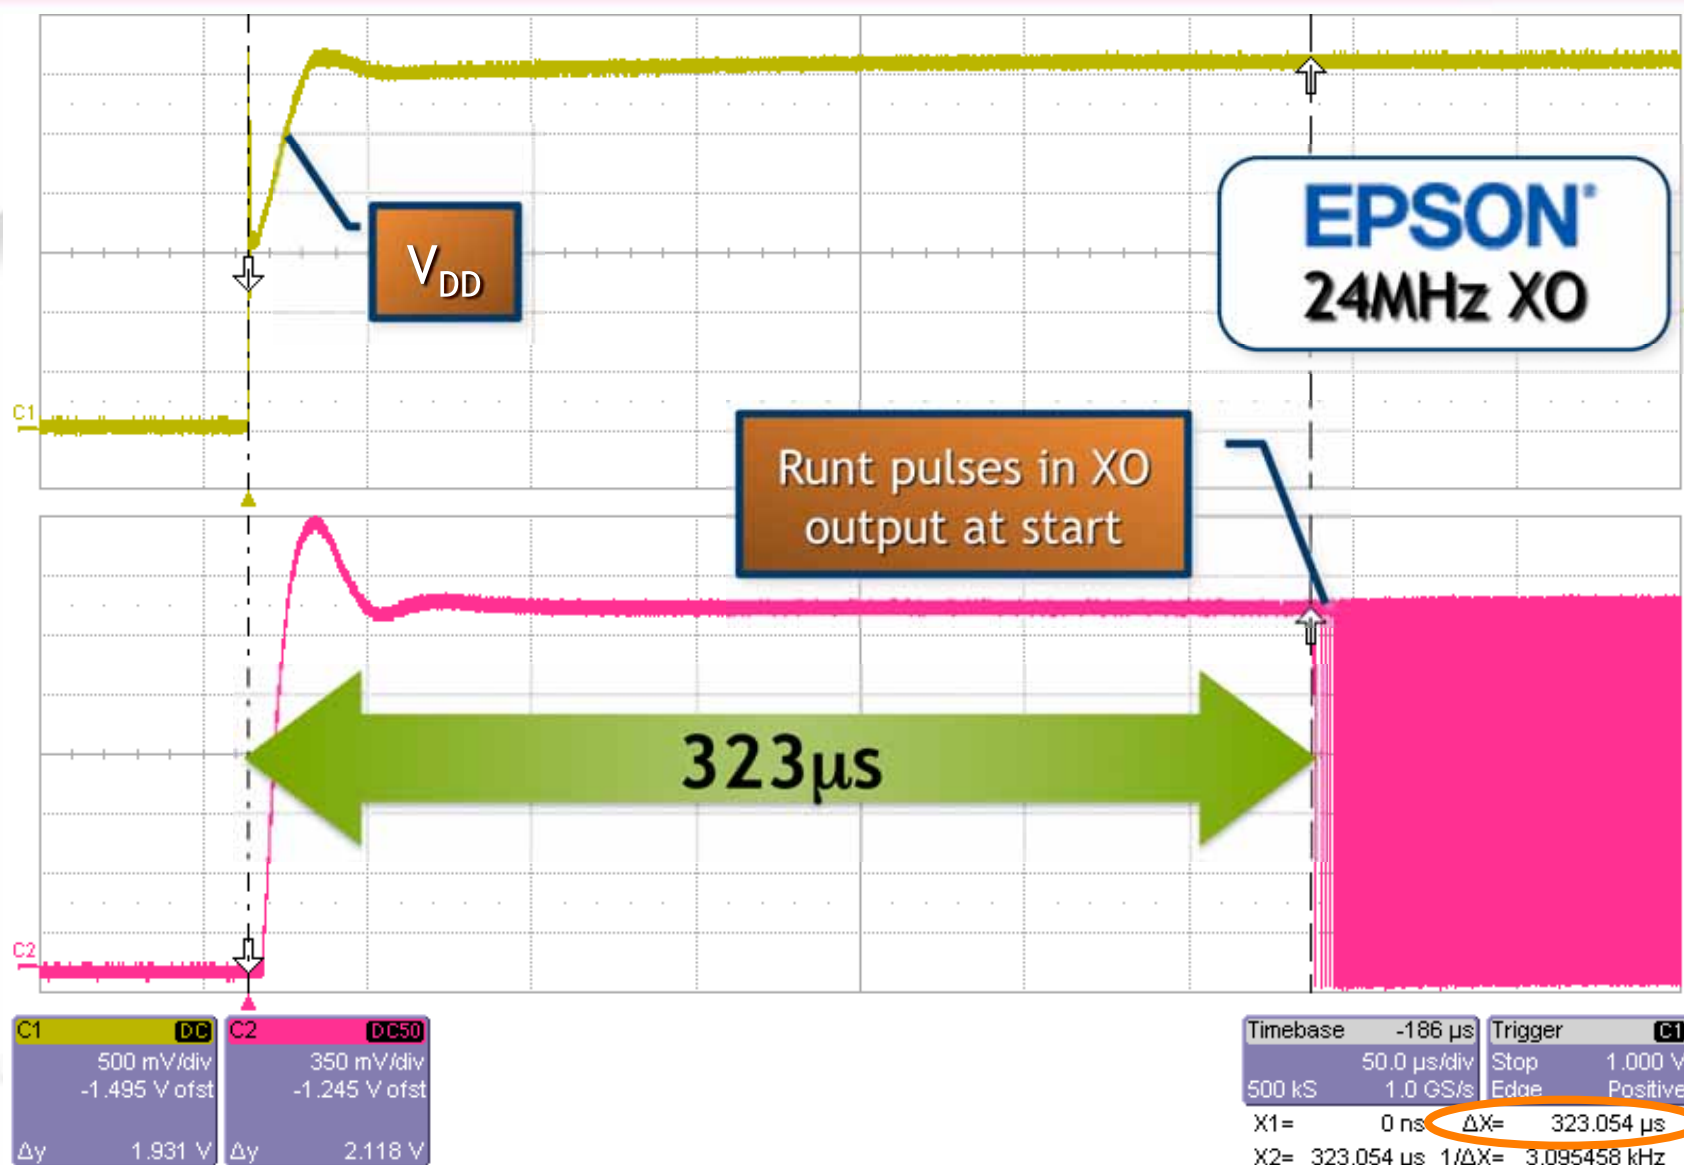 EPSON
24MHz XO
V_DD
C1
Runt pulses in XO
output at start
323μs
C2
C1 DC
500 mV/div
-1.495 V ofst
Δy 1.931 V
C2 DC50
350 mV/div
-1.245 V ofst
Δy 2.118 V
Timebase -186 μs
50.0 μs/div
500 kS 1.0 GS/s
Trigger C1
Stop 1.000 V
Edge Positive
X1= 0 ns ΔX= 323.054 μs
X2= 323.054 μs 1/ΔX= 3.095458 kHz